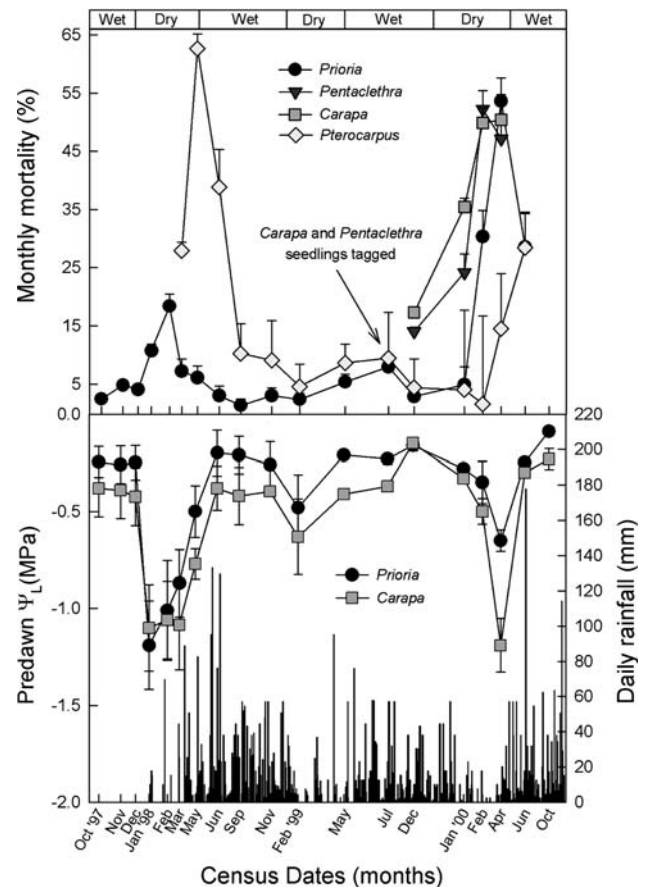 Wet Dry Wet Dry Wet Dry Wet
65
55
45
35
25
15
5
0.0
Monthly mortality (%)
Prioria
Pentaclethra
Carapa
Pterocarpus
Carapa and Pentaclethra
seedlings tagged
-0.5
-1.0
-1.5
-2.0
Predawn ΨL(MPa)
Prioria
Carapa
220
200
180
160
140
120
100
80
60
40
20
0
Daily rainfall (mm)
Oct '97 Nov Dec Jan '98 Feb Mar May Jun Sep Nov Feb '99 May Jul Dec Jan '00 Feb Apr Jun Oct
Census Dates (months)